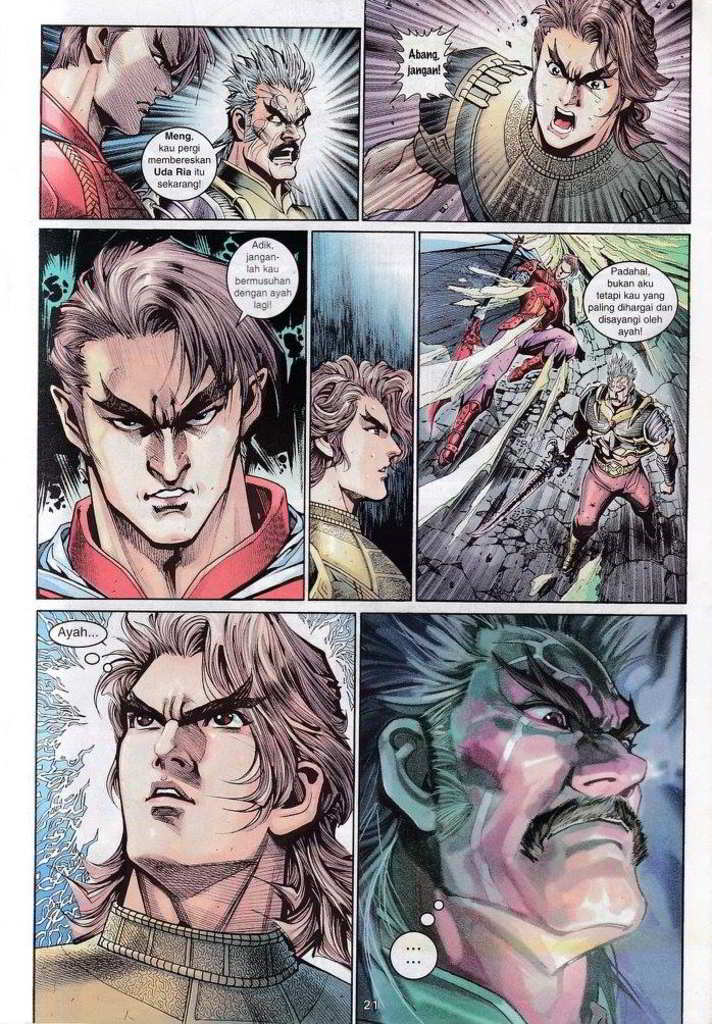 Meng,
kau pergi
membereskan
Uda Ria itu
sekarang!
Abang,
jangan!
Adik,
jangan-
lah kau
bermusuhan
dengan ayah
lagi!
Padahal,
bukan aku
tetapi kau yang
paling dihargai dan
disayangi oleh
ayah!
Ayah...
...
...
21